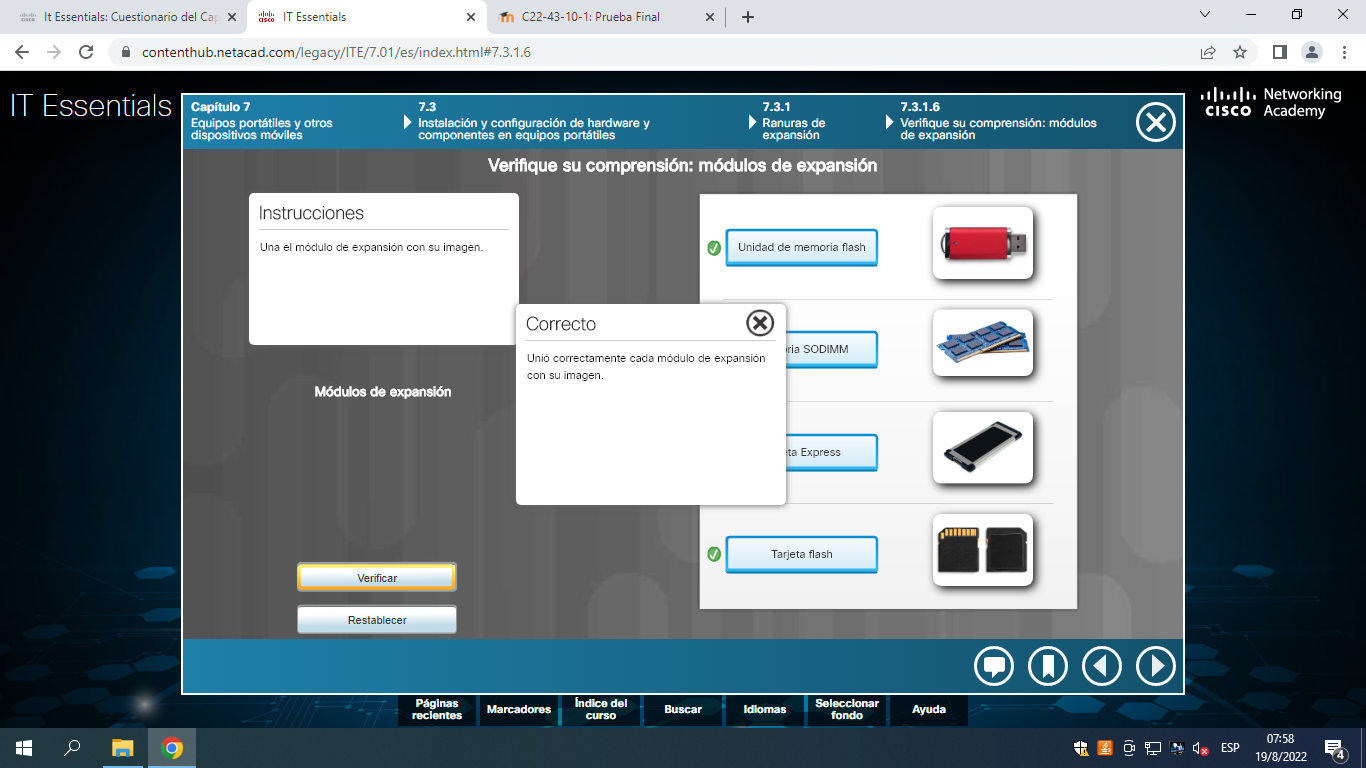 It Essentials: Cuestionario del Cap
IT Essentials
C22-43-10-1: Prueba Final
contenthub.netacad.com/legacy/ITE/7.01/es/index.html#7.3.1.6
IT Essentials
Capítulo 7
Equipos portátiles y otros
dispositivos móviles
7.3
Instalación y configuración de hardware y
componentes en equipos portátiles
7.3.1
Ranuras de
expansión
7.3.1.6
Verifique su comprensión: módulos
de expansión
cisco
Networking
Academy
Verifique su comprensión: módulos de expansión
Instrucciones
Una el módulo de expansión con su imagen.
Unidad de memoria flash
Correcto
Unió correctamente cada módulo de expansión
con su imagen.
ria SODIMM
eta Express
Tarjeta flash
Módulos de expansión
Verificar
Restablecer
Páginas
recientes
Marcadores
Índice del
curso
Buscar
Idiomas
Seleccionar
fondo
Ayuda
ESP
07:58
19/8/2022
4